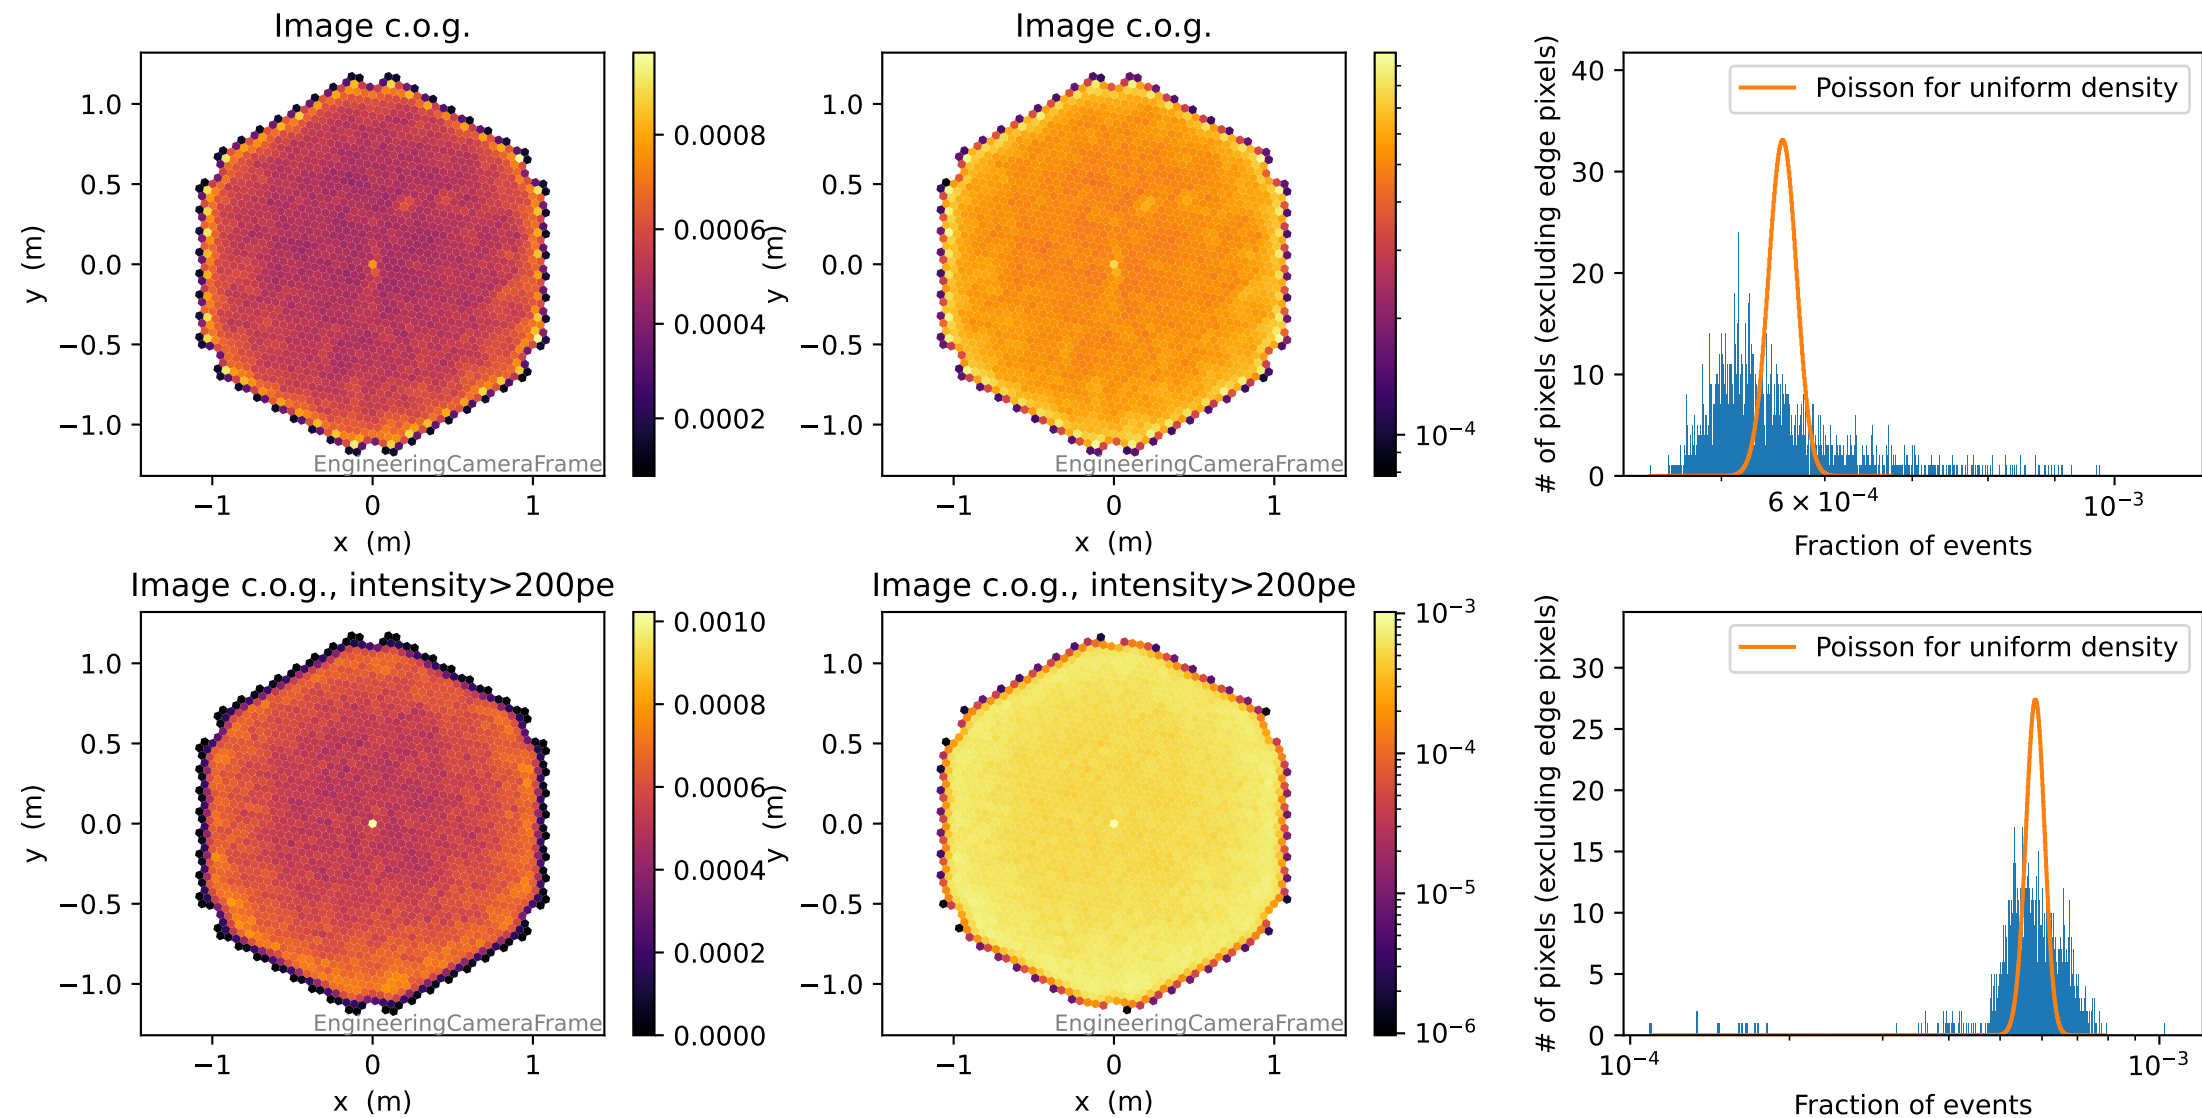 Image c.o.g.
1.0
0.5
0.0
−0.5
−1.0
y (m)
−1
0
1
x (m)
EngineeringCameraFrame
0.0008
0.0006
0.0004
0.0002
Image c.o.g.
1.0
0.5
0.0
−0.5
−1.0
y (m)
−1
0
1
x (m)
EngineeringCameraFrame
10⁻⁴
# of pixels (excluding edge pixels)
40
30
20
10
0
Poisson for uniform density
6 × 10⁻⁴
10⁻³
Fraction of events
Image c.o.g., intensity>200pe
1.0
0.5
0.0
−0.5
−1.0
y (m)
−1
0
1
x (m)
EngineeringCameraFrame
0.0010
0.0008
0.0006
0.0004
0.0002
0.0000
Image c.o.g., intensity>200pe
1.0
0.5
0.0
−0.5
−1.0
y (m)
−1
0
1
x (m)
EngineeringCameraFrame
10⁻³
10⁻⁴
10⁻⁵
10⁻⁶
# of pixels (excluding edge pixels)
30
25
20
15
10
5
0
Poisson for uniform density
10⁻⁴
10⁻³
Fraction of events